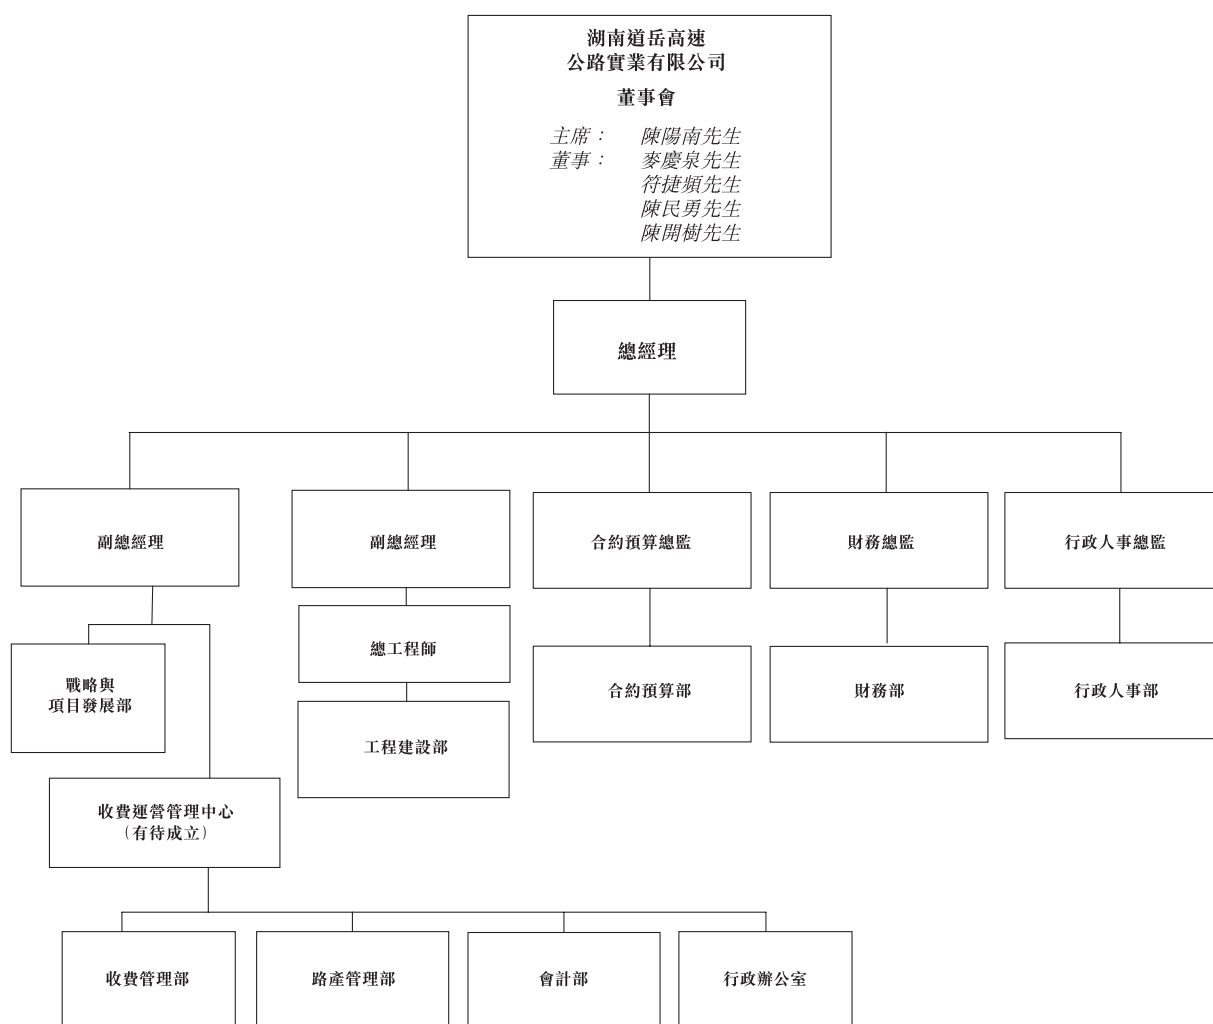 湖南道岳高速
公路實業有限公司
董事會
主席： 陳陽南先生
董事： 麥慶泉先生
符捷頻先生
陳民勇先生
陳開樹先生
總經理
副總經理
副總經理
合約預算總監
財務總監
行政人事總監
總工程師
戰略與
項目發展部
合約預算部
財務部
行政人事部
工程建設部
收費運營管理中心
（有待成立）
收費管理部
路產管理部
會計部
行政辦公室